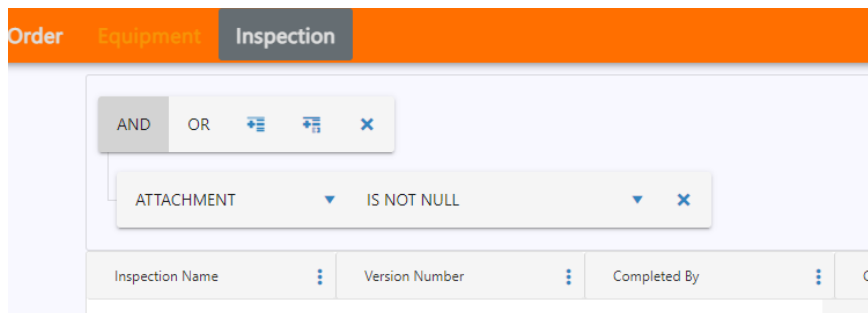 Order Equipment Inspection
AND OR
ATTACHMENT IS NOT NULL
Inspection Name Version Number Completed By